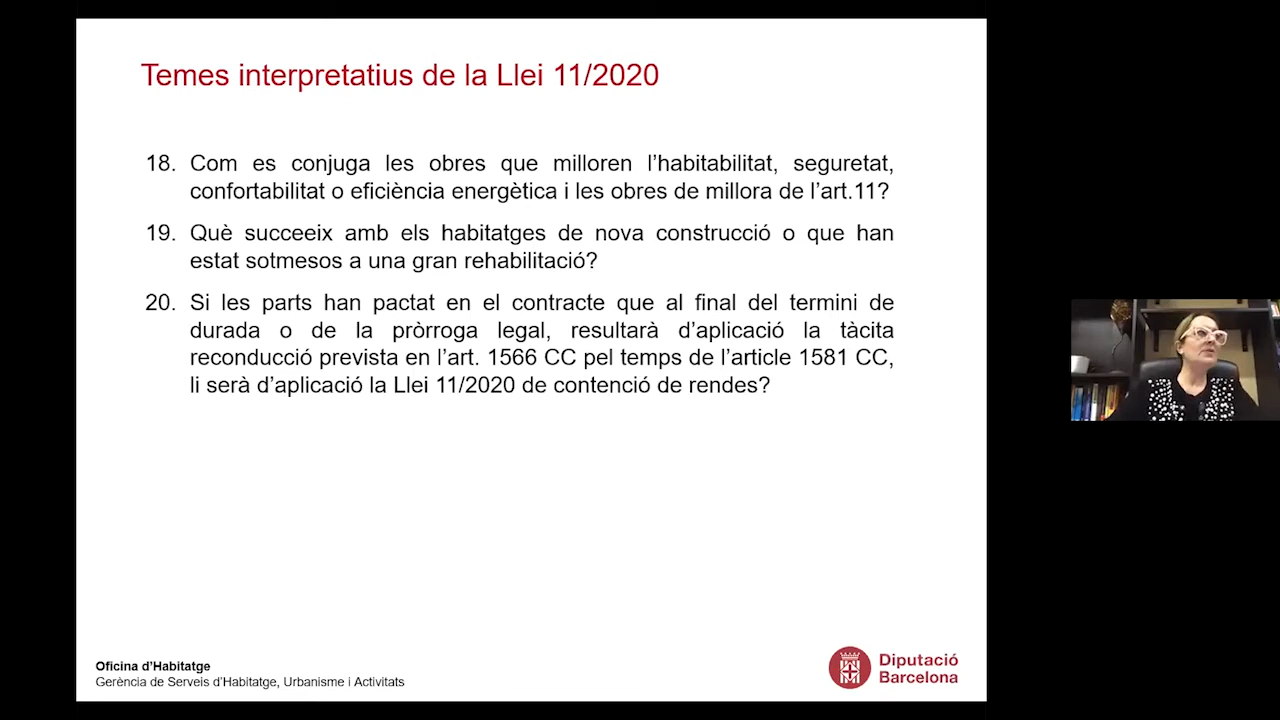 Temes interpretatius de la Llei 11/2020
18. Com es conjuga les obres que milloren l’habitabilitat, seguretat,
confortabilitat o eficiència energètica i les obres de millora de l’art.11?
19. Què succeeix amb els habitatges de nova construcció o que han
estat sotmesos a una gran rehabilitació?
20. Si les parts han pactat en el contracte que al final del termini de
durada o de la pròrroga legal, resultarà d’aplicació la tàcita
reconducció prevista en l’art. 1566 CC pel temps de l’article 1581 CC,
li serà d’aplicació la Llei 11/2020 de contenció de rendes?
Oficina d’Habitatge
Gerència de Serveis d’Habitatge, Urbanisme i Activitats
Diputació
Barcelona